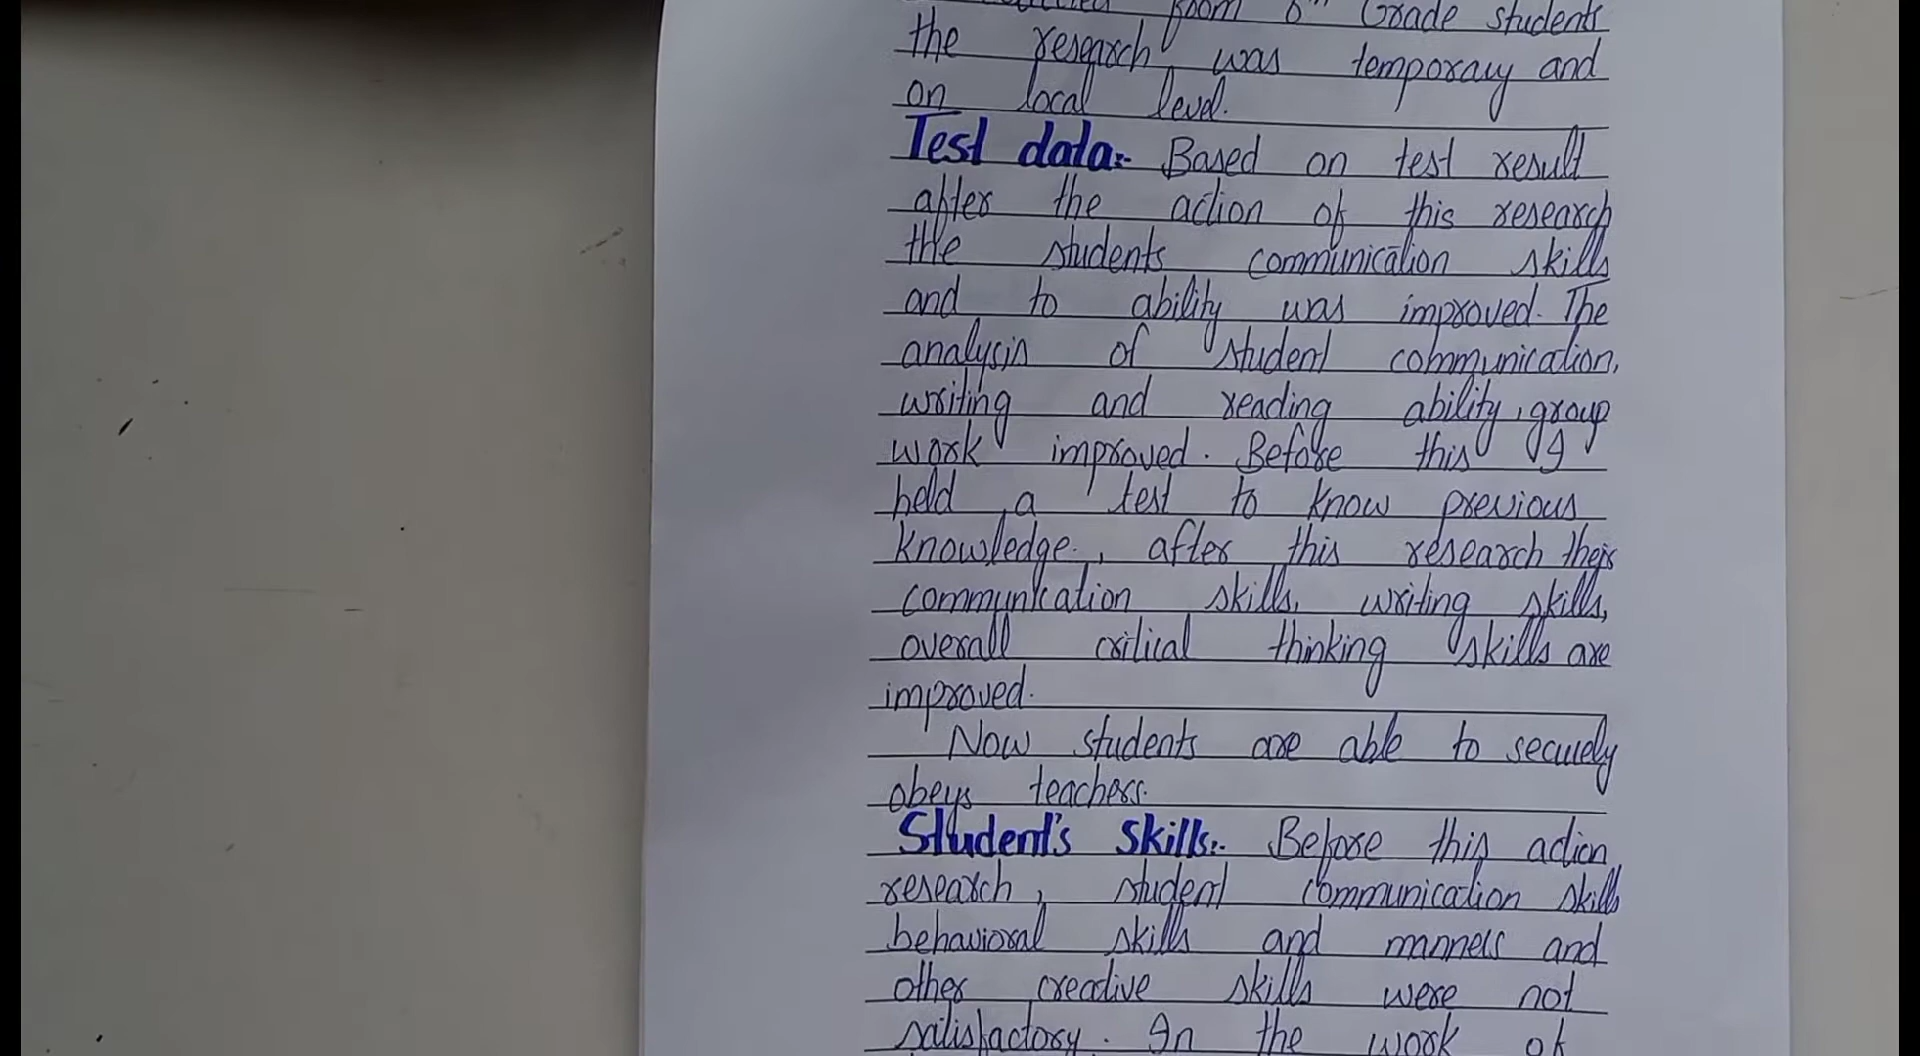 from 8th Grade students
the research was temporary and
on local level.
Test data:- Based on test result
after the action of this research
the students communication skills
and to ability was improved. The
analysis of student communication,
writing and reading ability, group
work improved. Before this I
held a test to know previous
knowledge, after this research their
communication skills, writing skills,
overall critical thinking skills are
improved.
Now students are able to securely
obeys teachers.
Student's Skills:- Before this action
research, student communication skills
behavioral skills and manners and
other creative skills were not
satisfactory. In the work of